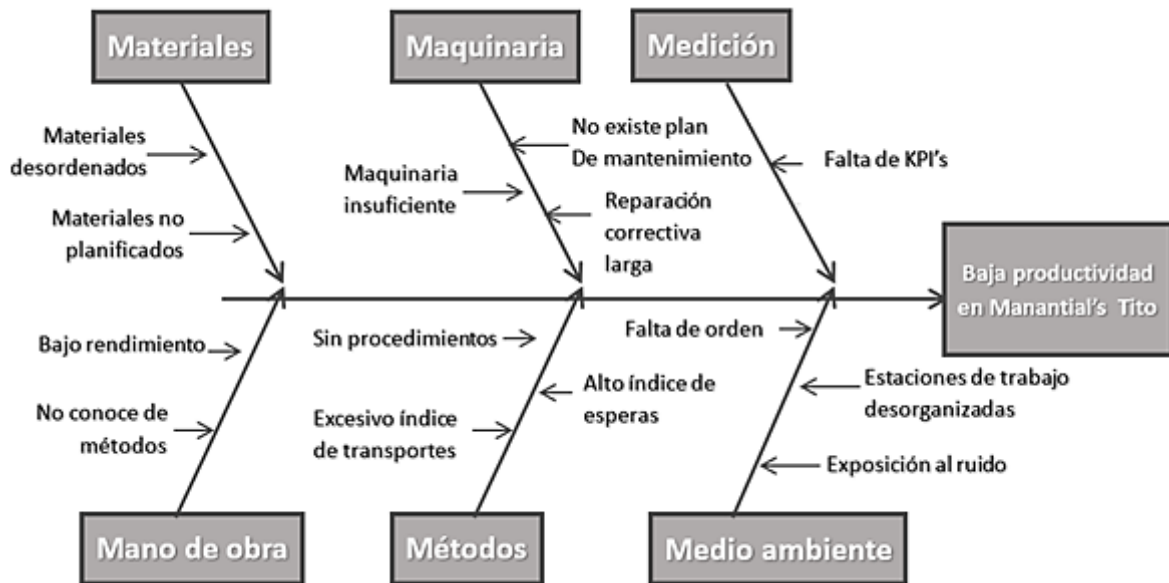 Materiales
Maquinaria
Medición
Materiales
desordenados
Materiales no
planificados
No existe plan
De mantenimiento
Maquinaria
insuficiente
Reparación
correctiva
larga
Falta de KPI's
Baja productividad
en Manantial's Tito
Bajo rendimiento
No conoce de
métodos
Sin procedimientos
Alto índice de
esperas
Excesivo índice
de transportes
Falta de orden
Estaciones de trabajo
desorganizadas
Exposición al ruido
Mano de obra
Métodos
Medio ambiente